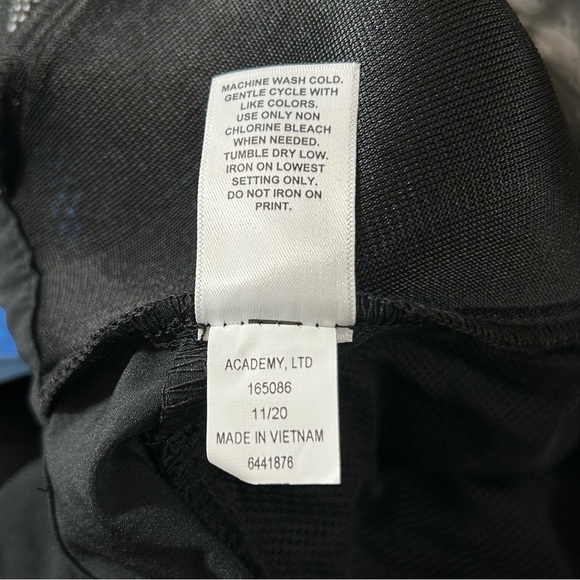 MACHINE WASH COLD.
GENTLE CYCLE WITH
LIKE COLORS.
USE ONLY NON
CHLORINE BLEACH
WHEN NEEDED.
TUMBLE DRY LOW.
IRON ON LOWEST
SETTING ONLY.
DO NOT IRON ON
PRINT.
ACADEMY, LTD
165086
11/20
MADE IN VIETNAM
6441876